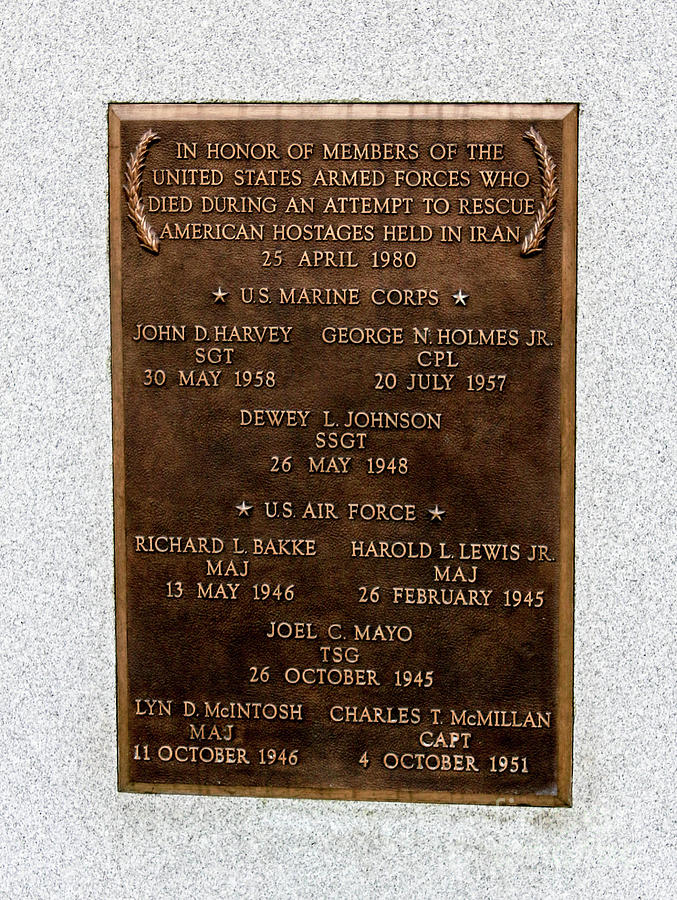 IN HONOR OF MEMBERS OF THE
UNITED STATES ARMED FORCES WHO
DIED DURING AN ATTEMPT TO RESCUE
AMERICAN HOSTAGES HELD IN IRAN
25 APRIL 1980
U.S. MARINE CORPS
JOHN D. HARVEY GEORGE N. HOLMES JR.
SGT CPL
30 MAY 1958 20 JULY 1957
DEWEY L. JOHNSON
SSGT
26 MAY 1948
U.S. AIR FORCE
RICHARD L. BAKKE HAROLD L. LEWIS JR.
MAJ MAJ
13 MAY 1946 26 FEBRUARY 1945
JOEL C. MAYO
TSG
26 OCTOBER 1945
LYN D. McINTOSH CHARLES T. McMILLAN
MAJ CAPT
11 OCTOBER 1946 4 OCTOBER 1951